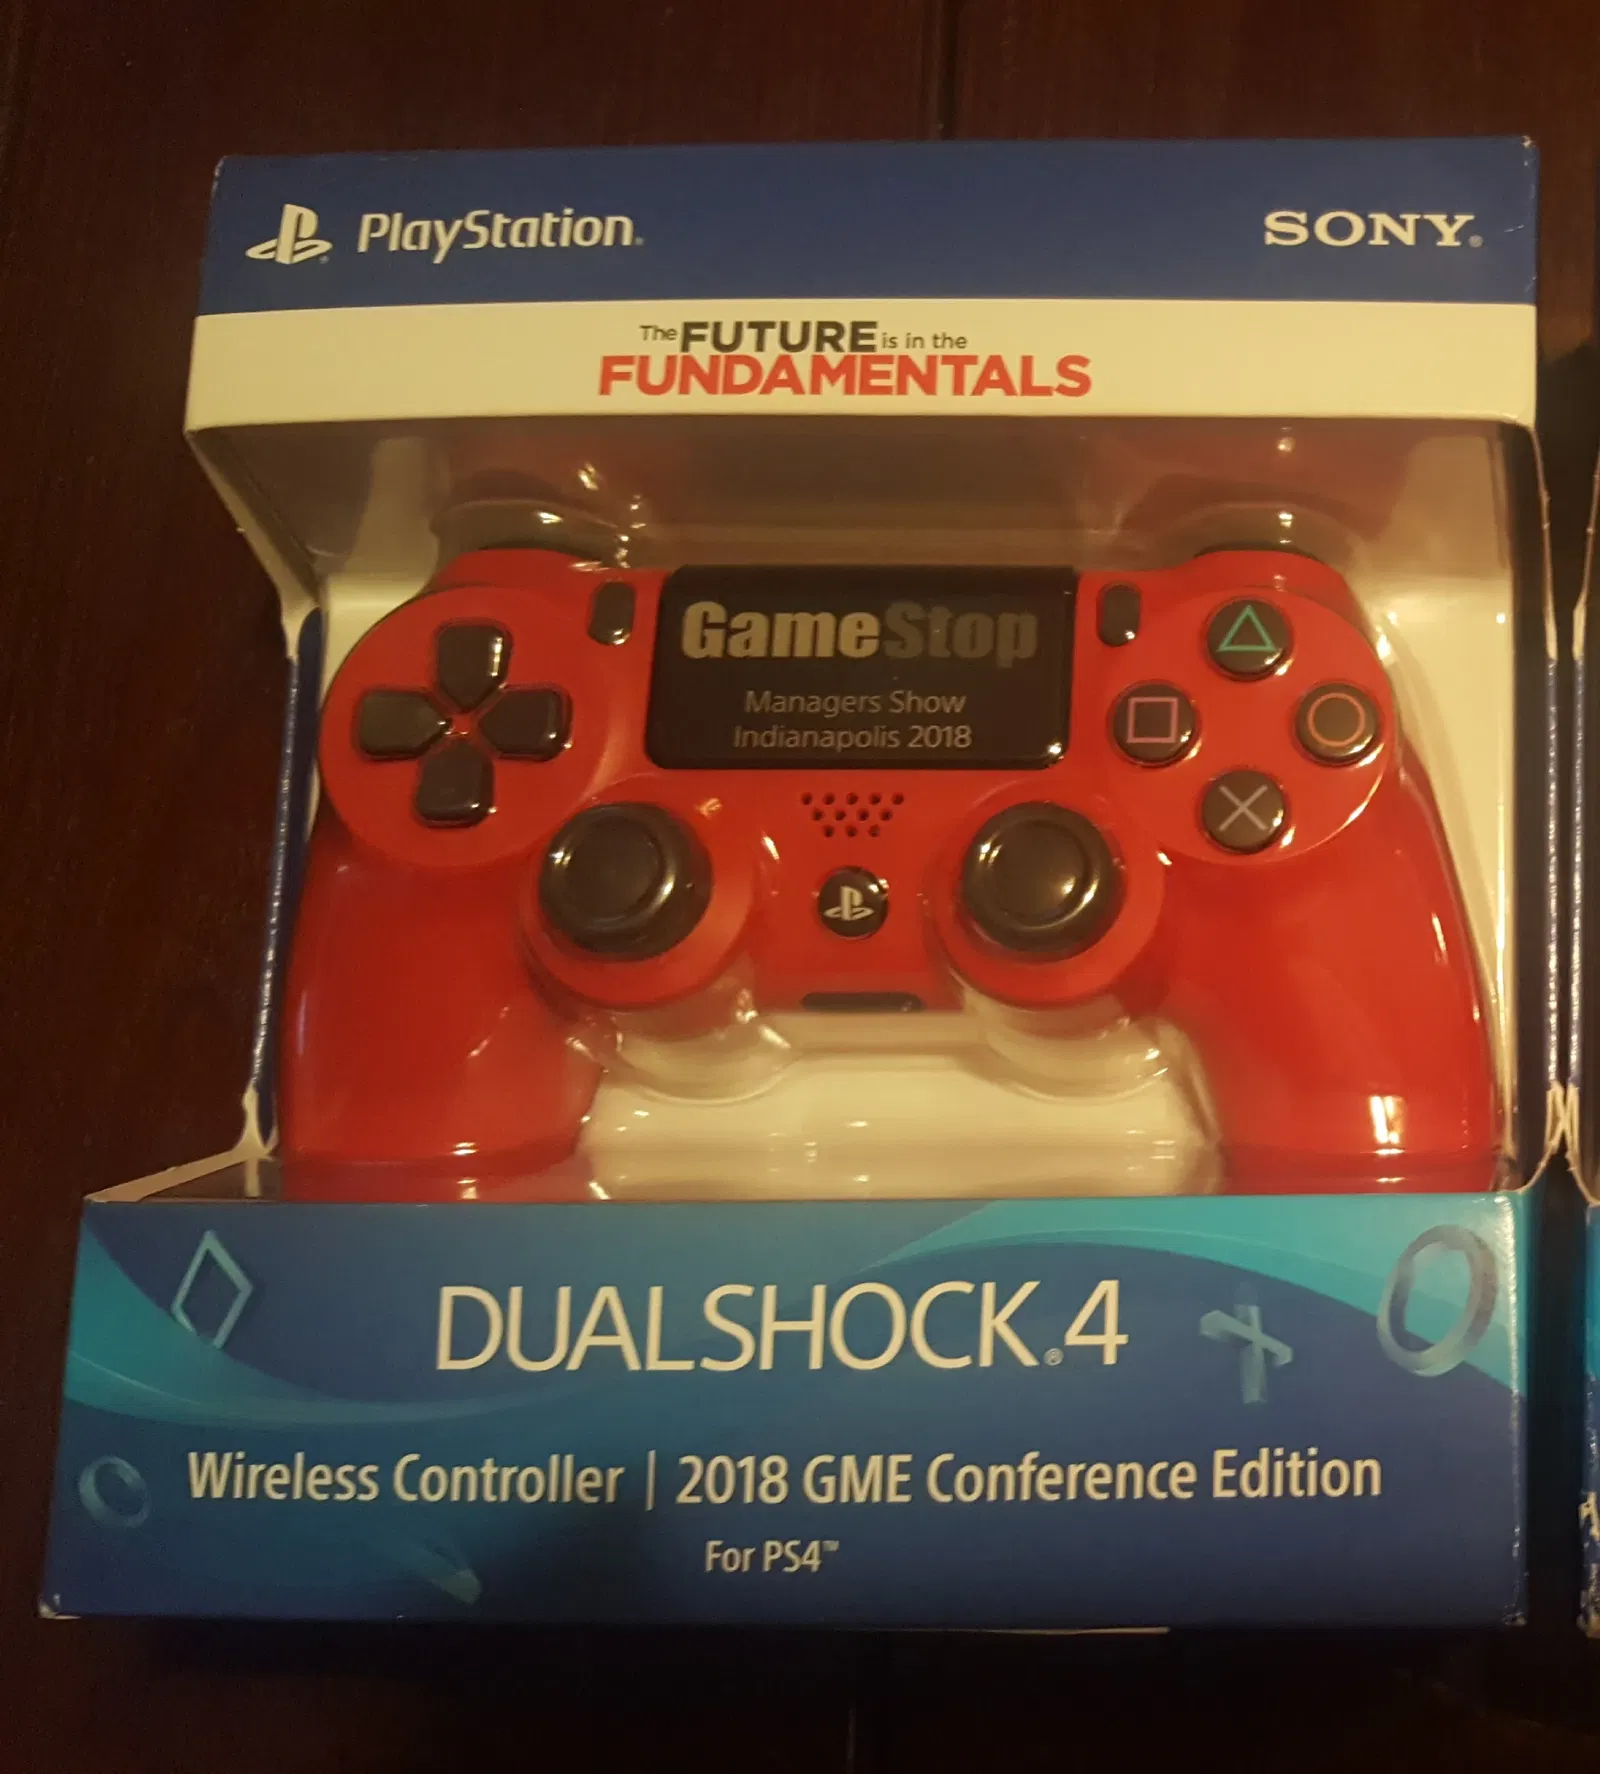 PlayStation®
SONY®
The FUTURE is in the
FUNDAMENTALS
GameStop
Managers Show
Indianapolis 2018
DUALSHOCK®4
Wireless Controller | 2018 GME Conference Edition
For PS4™